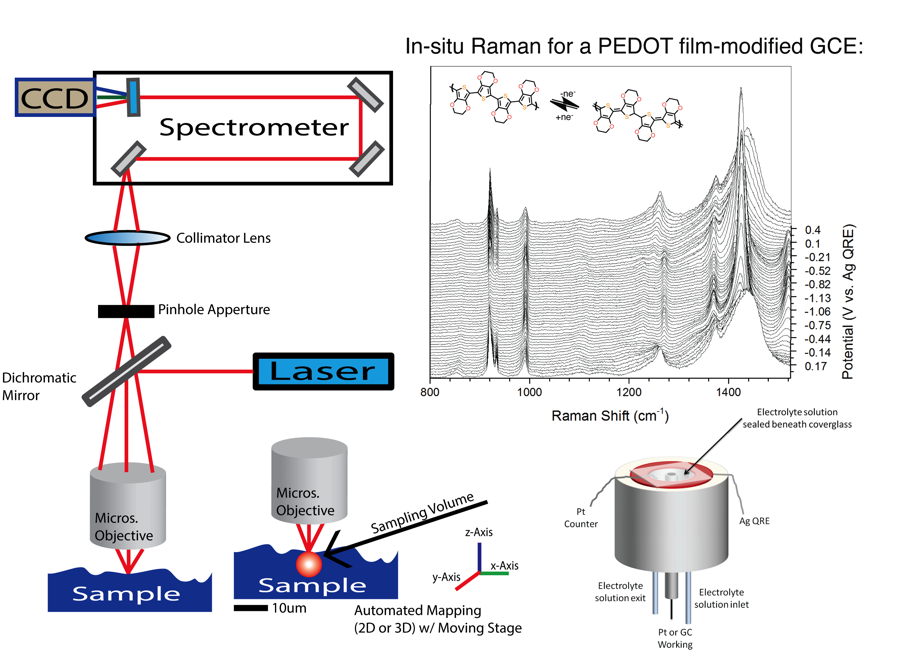 In-situ Raman for a PEDOT film-modified GCE:
CCD
Spectrometer
Collimator Lens
Pinhole Apperture
Dichromatic
Mirror
Laser
Micros.
Objective
Sample
Micros.
Objective
Sampling Volume
Sample
10um
z-Axis
x-Axis
y-Axis
Automated Mapping
(2D or 3D) w/ Moving Stage
-ne⁻
+ne⁻
O O O O
S S S S
O O O O
O O O O
S S S S
O O O O
0.4
0.1
-0.21
-0.52
-0.82
-1.13
-1.06
-0.75
-0.44
-0.14
0.17
Potential (V vs. Ag QRE)
800 1000 1200 1400
Raman Shift (cm⁻¹)
Electrolyte solution
sealed beneath coverglass
Pt
Counter
Ag QRE
Electrolyte
solution exit
Electrolyte
solution inlet
Pt or GC
Working